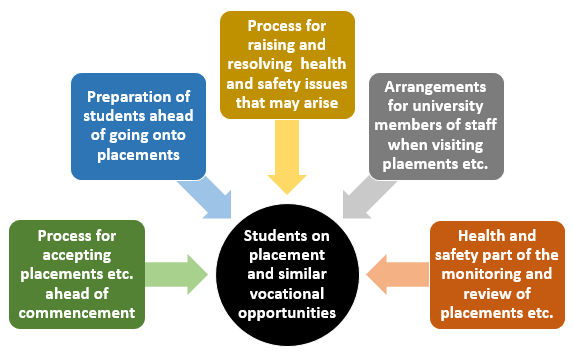 Process for
raising and
resolving health
and safety issues
that may arise
Preparation of
students ahead
of going onto
placements
Arrangements
for university
members of staff
when visiting
plaements etc.
Process for
accepting
placements etc.
ahead of
commencement
Students on
placement
and similar
vocational
opportunities
Health and
safety part of the
monitoring and
review of
placements etc.